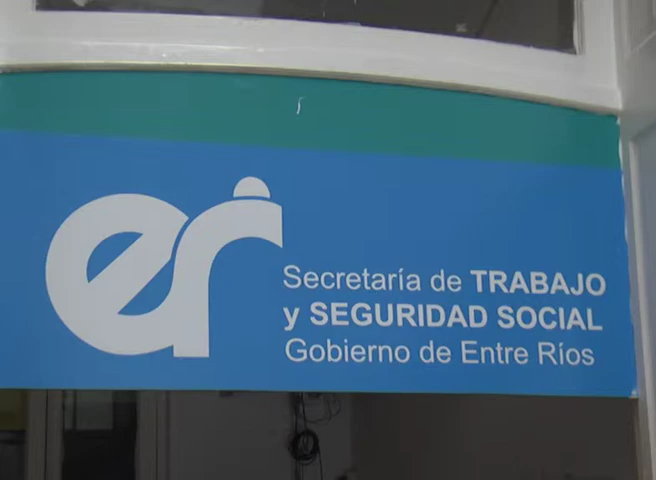 er
Secretaría de TRABAJO
y SEGURIDAD SOCIAL
Gobierno de Entre Ríos